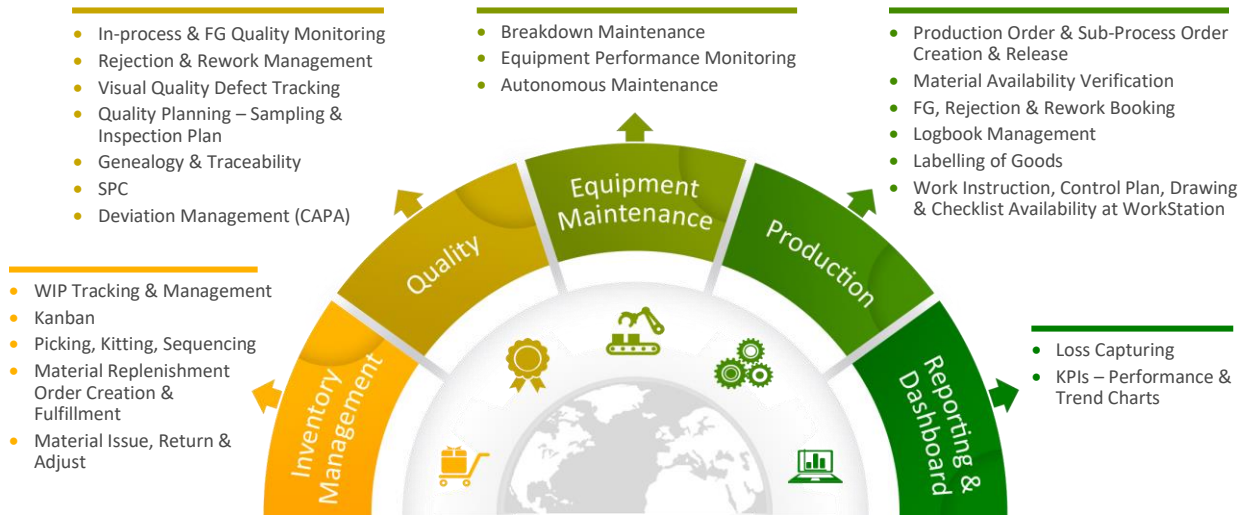 In-process & FG Quality Monitoring
Rejection & Rework Management
Visual Quality Defect Tracking
Quality Planning – Sampling &
Inspection Plan
Genealogy & Traceability
SPC
Deviation Management (CAPA)
Breakdown Maintenance
Equipment Performance Monitoring
Autonomous Maintenance
Production Order & Sub-Process Order
Creation & Release
Material Availability Verification
FG, Rejection & Rework Booking
Logbook Management
Labelling of Goods
Work Instruction, Control Plan, Drawing
& Checklist Availability at WorkStation
WIP Tracking & Management
Kanban
Picking, Kitting, Sequencing
Material Replenishment
Order Creation &
Fulfillment
Material Issue, Return &
Adjust
Inventory
Management
Quality
Equipment
Maintenance
Production
Reporting &
Dashboard
Loss Capturing
KPIs – Performance &
Trend Charts